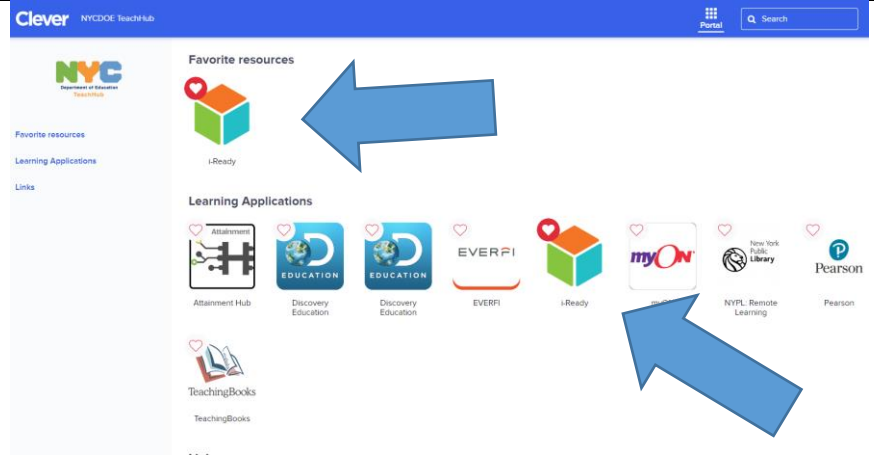 Clever NYCDOE TeachHub
Portal
Search
NYC
Department of Education
TeachHub
Favorite resources
Learning Applications
Links
Favorite resources
i-Ready
Learning Applications
Attainment
EDUCATION
EDUCATION
EVERFI
myON
New York
Public
Library
Pearson
Attainment Hub
Discovery
Education
Discovery
Education
EVERFI
i-Ready
NYPL: Remote
Learning
Pearson
TeachingBooks
TeachingBooks